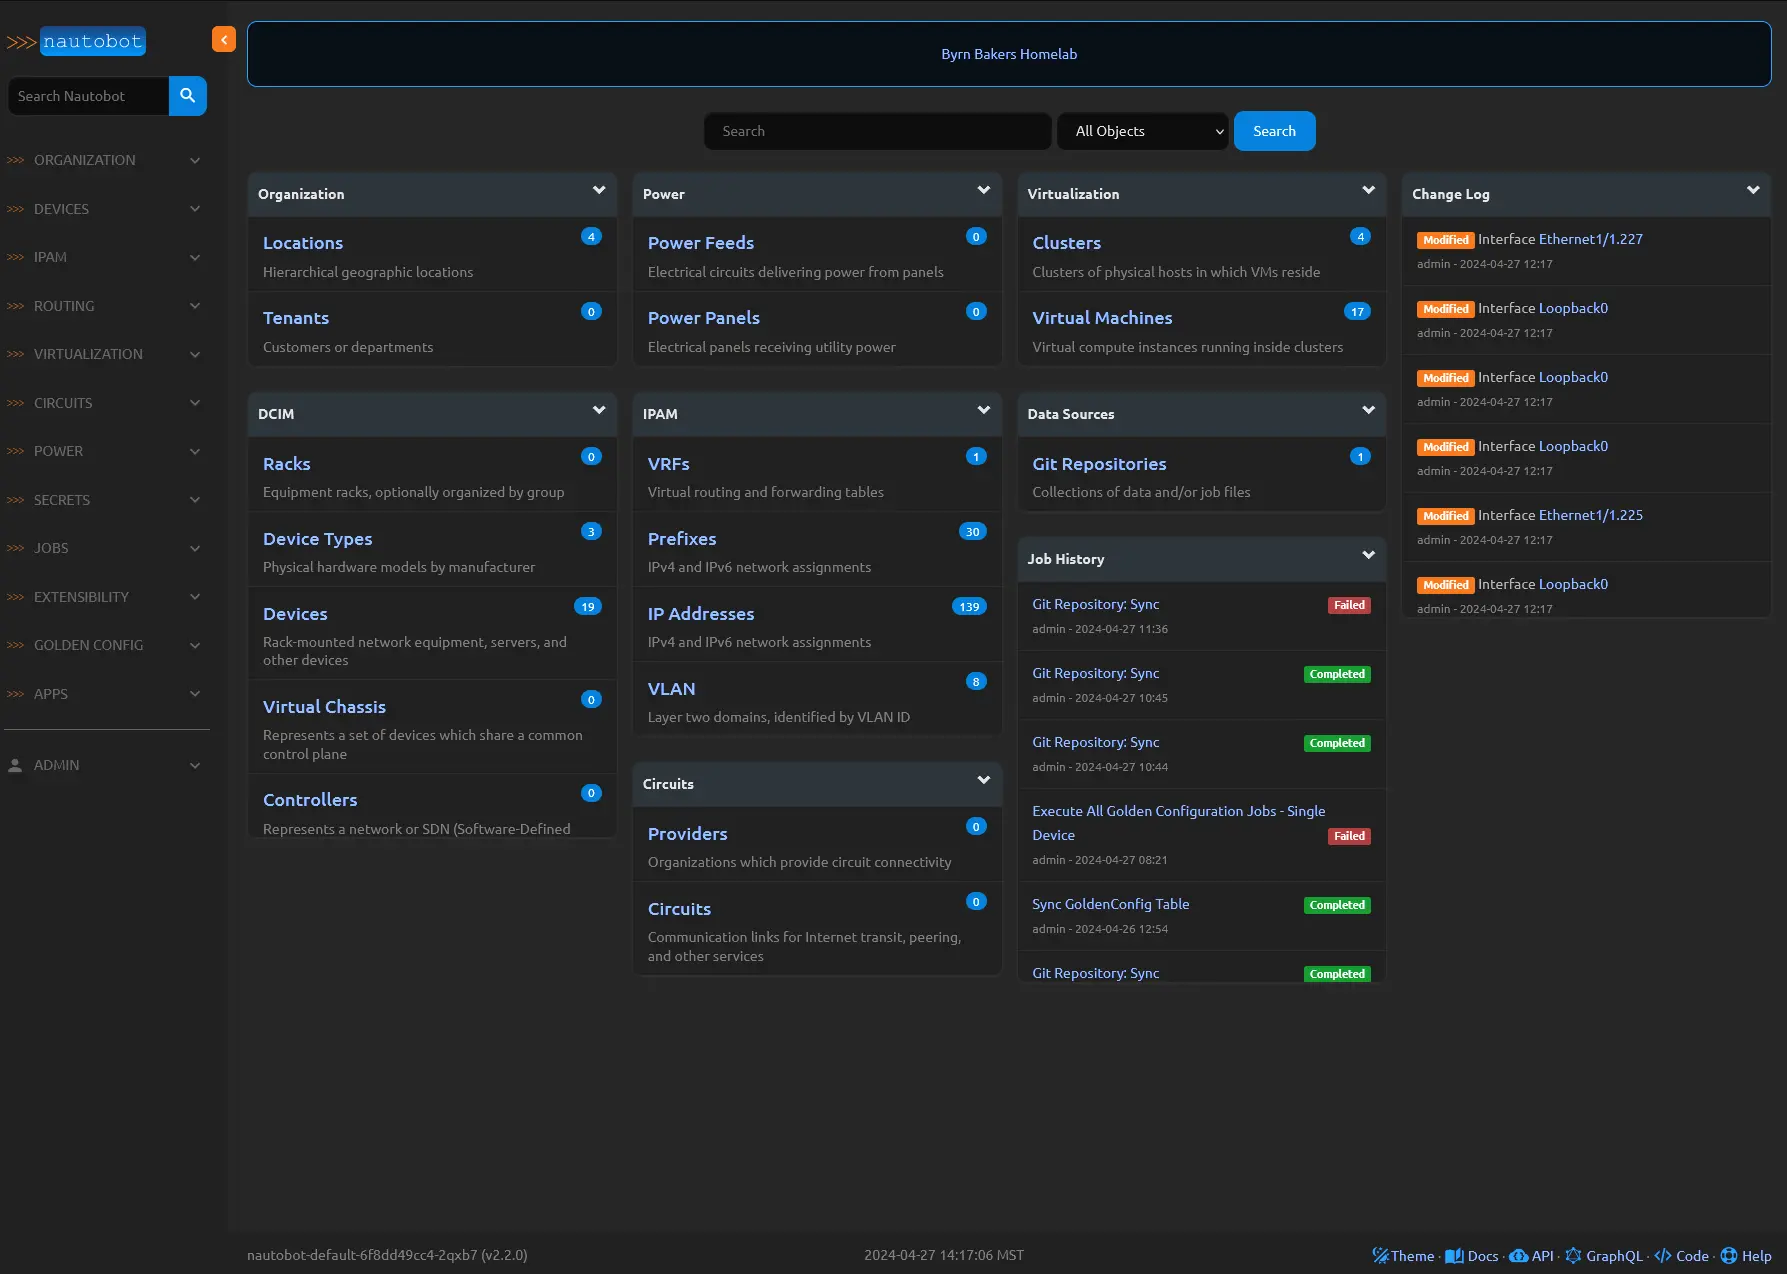 >>> nautobot
Search Nautobot
>>> ORGANIZATION
>>> DEVICES
>>> IPAM
>>> ROUTING
>>> VIRTUALIZATION
>>> CIRCUITS
>>> POWER
>>> SECRETS
>>> JOBS
>>> EXTENSIBILITY
>>> GOLDEN CONFIG
>>> APPS
ADMIN
Byrn Bakers Homelab
Search All Objects Search
Organization
Locations 4
Hierarchical geographic locations
Tenants 0
Customers or departments
DCIM
Racks 0
Equipment racks, optionally organized by group
Device Types 3
Physical hardware models by manufacturer
Devices 19
Rack-mounted network equipment, servers, and
other devices
Virtual Chassis 0
Represents a set of devices which share a common
control plane
Controllers 0
Represents a network or SDN (Software-Defined
Power
Power Feeds 0
Electrical circuits delivering power from panels
Power Panels 0
Electrical panels receiving utility power
IPAM
VRFs 1
Virtual routing and forwarding tables
Prefixes 30
IPv4 and IPv6 network assignments
IP Addresses 139
IPv4 and IPv6 network assignments
VLAN 8
Layer two domains, identified by VLAN ID
Circuits
Providers 0
Organizations which provide circuit connectivity
Circuits 0
Communication links for Internet transit, peering,
and other services
Virtualization
Clusters 4
Clusters of physical hosts in which VMs reside
Virtual Machines 17
Virtual compute instances running inside clusters
Data Sources
Git Repositories 1
Collections of data and/or job files
Job History
Git Repository: Sync Failed
admin - 2024-04-27 11:36
Git Repository: Sync Completed
admin - 2024-04-27 10:45
Git Repository: Sync Completed
admin - 2024-04-27 10:44
Execute All Golden Configuration Jobs - Single
Device Failed
admin - 2024-04-27 08:21
Sync GoldenConfig Table Completed
admin - 2024-04-26 12:54
Git Repository: Sync Completed
Change Log
Modified Interface Ethernet1/1.227
admin - 2024-04-27 12:17
Modified Interface Loopback0
admin - 2024-04-27 12:17
Modified Interface Loopback0
admin - 2024-04-27 12:17
Modified Interface Loopback0
admin - 2024-04-27 12:17
Modified Interface Ethernet1/1.225
admin - 2024-04-27 12:17
Modified Interface Loopback0
admin - 2024-04-27 12:17
nautobot-default-6f8dd49cc4-2qxb7 (v2.2.0)
2024-04-27 14:17:06 MST
Theme · Docs · API · GraphQL · Code · Help